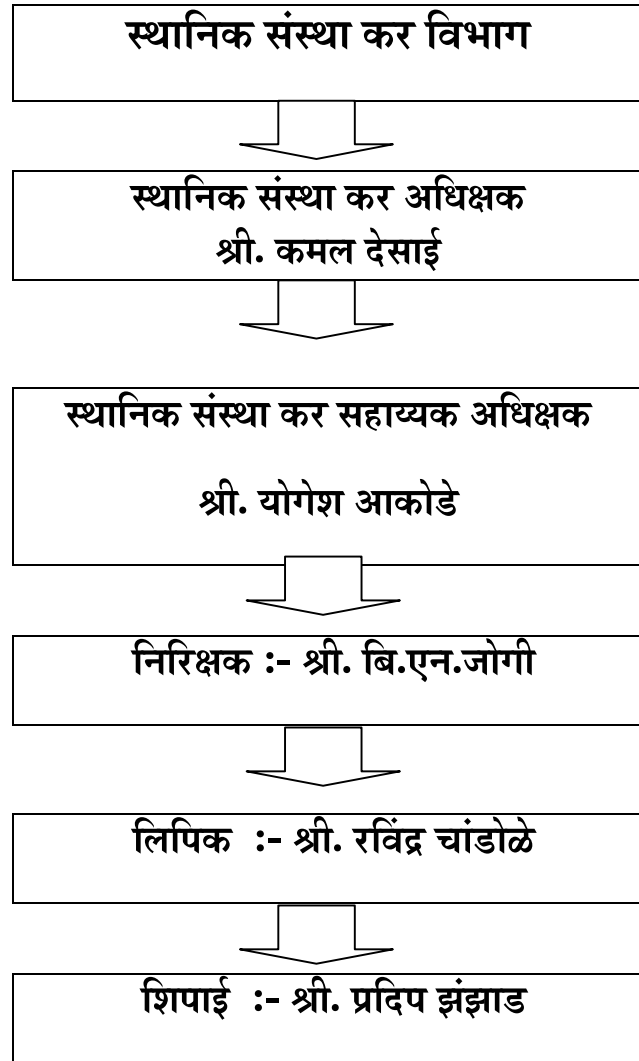 स्थानिक संस्था कर विभाग
स्थानिक संस्था कर अधिक्षक
श्री. कमल देसाई
स्थानिक संस्था कर सहाय्यक अधिक्षक
श्री. योगेश आकोडे
निरिक्षक :- श्री. बि.एन.जोगी
लिपिक :- श्री. रविंद्र चांडोळे
शिपाई :- श्री. प्रदिप झंझाड